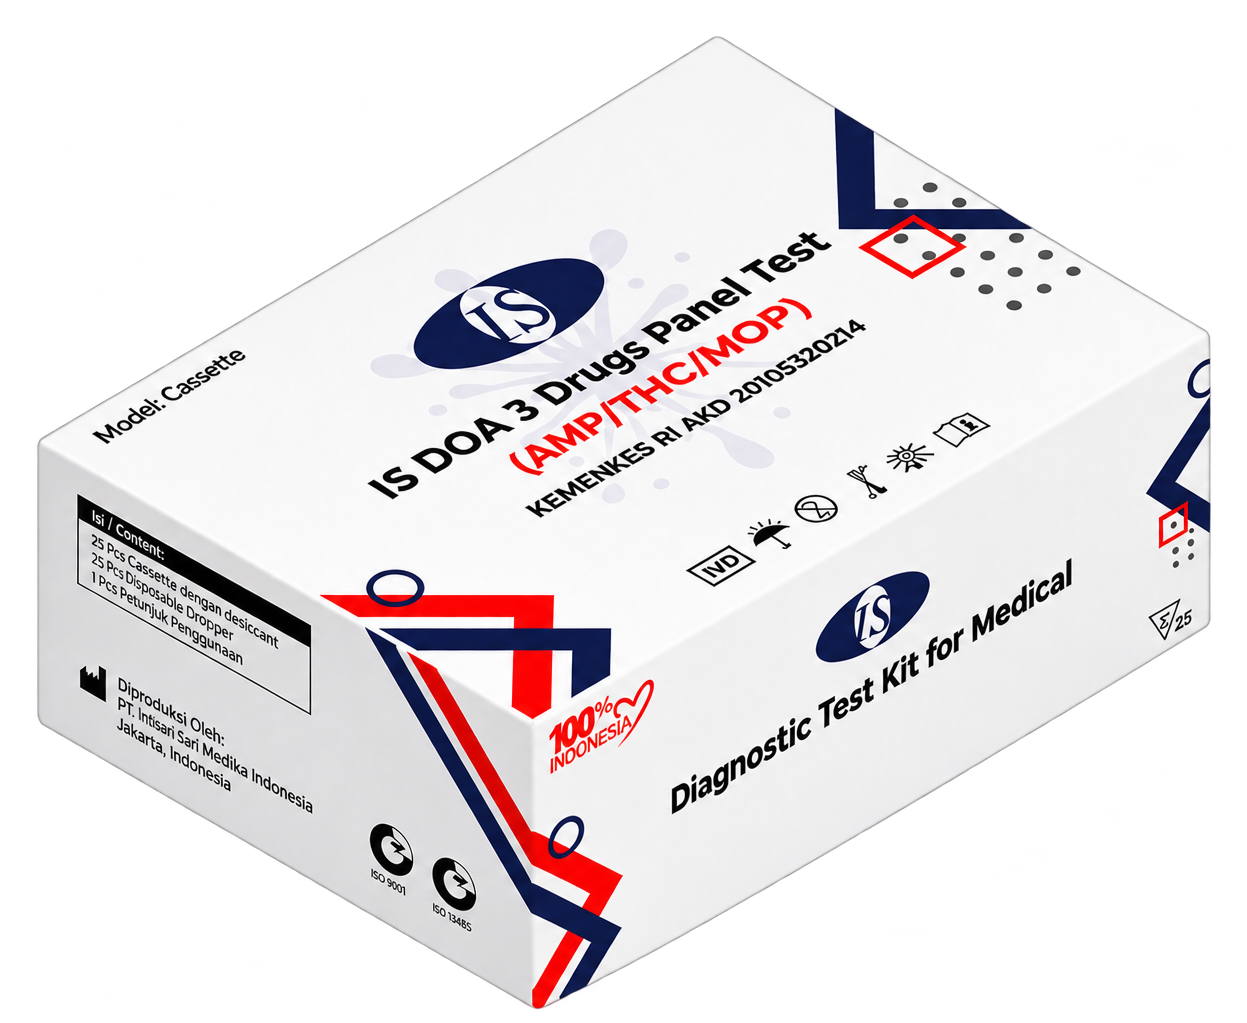 IS
IS DOA 3 Drugs Panel Test
(AMP/THC/MOP)
KEMENKES RI AKD 20105320214
Model: Cassette
IVD
2
i
Isi / Content:
25 Pcs Cassette dengan desiccant
25 Pcs Disposable Dropper
1 Pcs Petunjuk Penggunaan
Diproduksi Oleh:
PT. Intisari Sari Medika Indonesia
Jakarta, Indonesia
ISO 9001
ISO 13485
100%
INDONESIA
IS
Diagnostic Test Kit for Medical
Σ/25